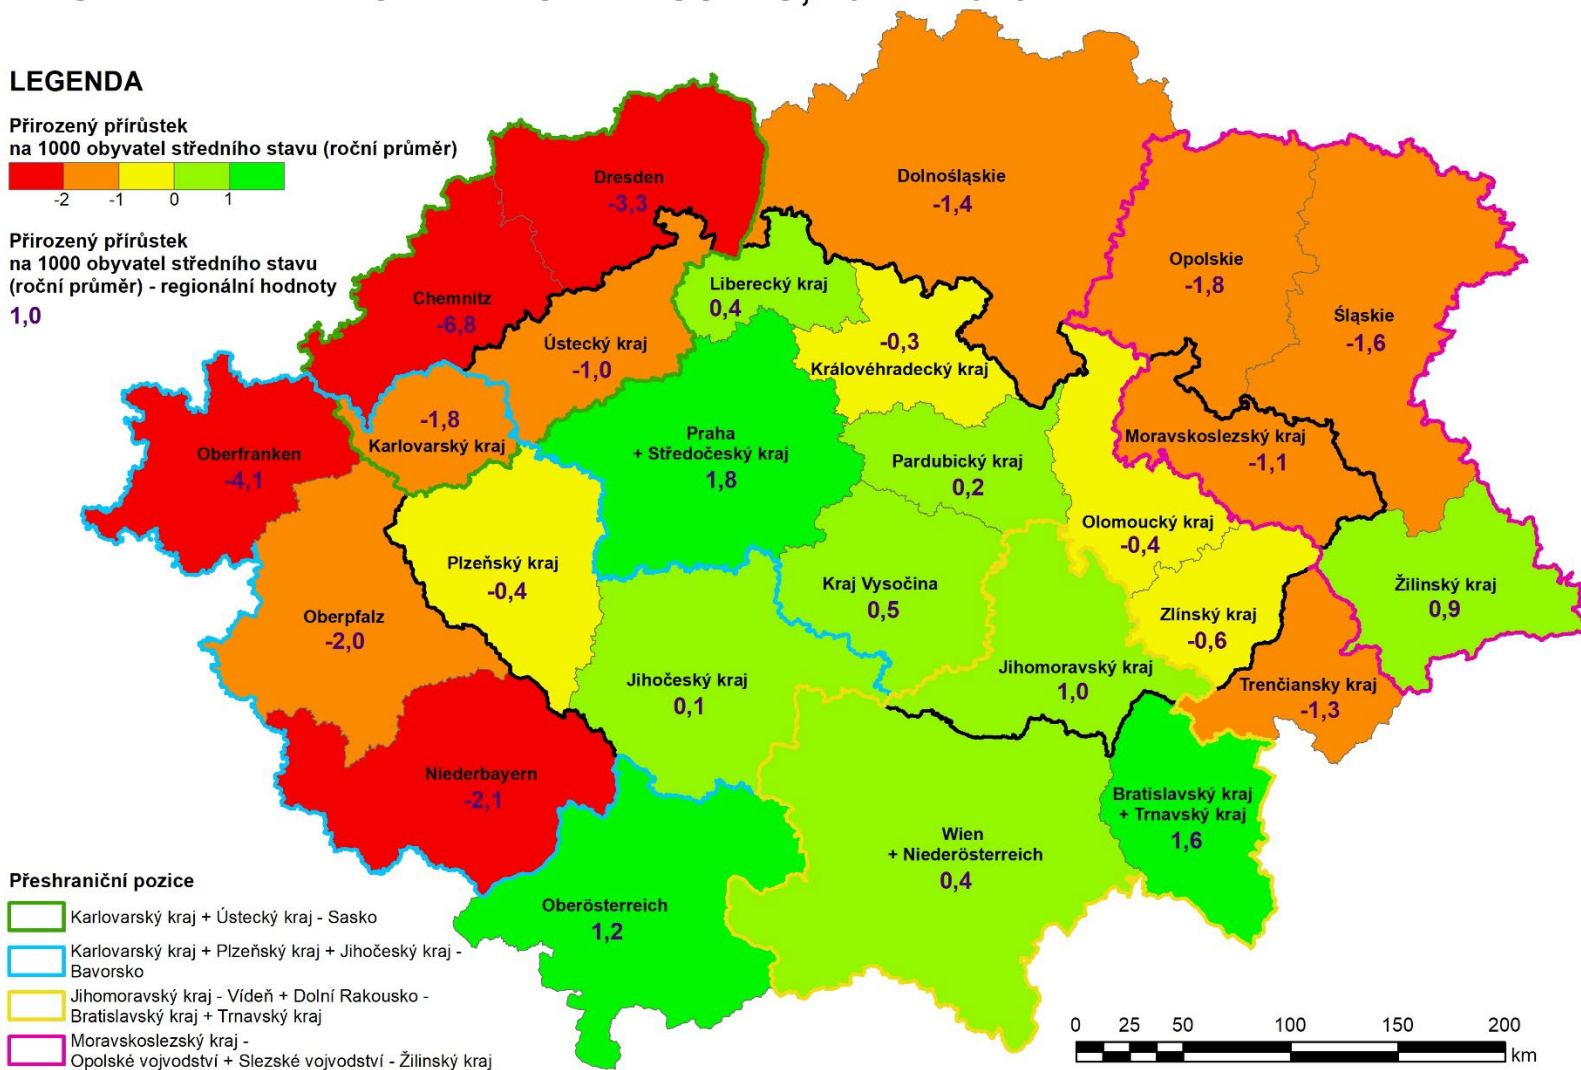 LEGENDA
Přirozený přírůstek
na 1000 obyvatel středního stavu (roční průměr)
-2 -1 0 1
Přirozený přírůstek
na 1000 obyvatel středního stavu
(roční průměr) - regionální hodnoty
1,0
Dresden
-3,3
Dolnośląskie
-1,4
Opolskie
-1,8
Śląskie
-1,6
Chemnitz
-6,8
Liberecký kraj
0,4
Ústecký kraj
-1,0
-0,3
Královéhradecký kraj
-1,8
Karlovarský kraj
Oberfranken
-4,1
Praha
+ Středočeský kraj
1,8
Pardubický kraj
0,2
Moravskoslezský kraj
-1,1
Olomoucký kraj
-0,4
Plzeňský kraj
-0,4
Kraj Vysočina
0,5
Žilinský kraj
0,9
Oberpfalz
-2,0
Zlínský kraj
-0,6
Jihočeský kraj
0,1
Jihomoravský kraj
1,0
Trenčiansky kraj
-1,3
Niederbayern
-2,1
Bratislavský kraj
+ Trnavský kraj
1,6
Wien
+ Niederösterreich
0,4
Oberösterreich
1,2
Přeshraniční pozice
Karlovarský kraj + Ústecký kraj - Sasko
Karlovarský kraj + Plzeňský kraj + Jihočeský kraj -
Bavorsko
Jihomoravský kraj - Vídeň + Dolní Rakousko -
Bratislavský kraj + Trnavský kraj
Moravskoslezský kraj -
Opolské vojvodství + Slezské vojvodství - Žilinský kraj
0 25 50 100 150 200
km